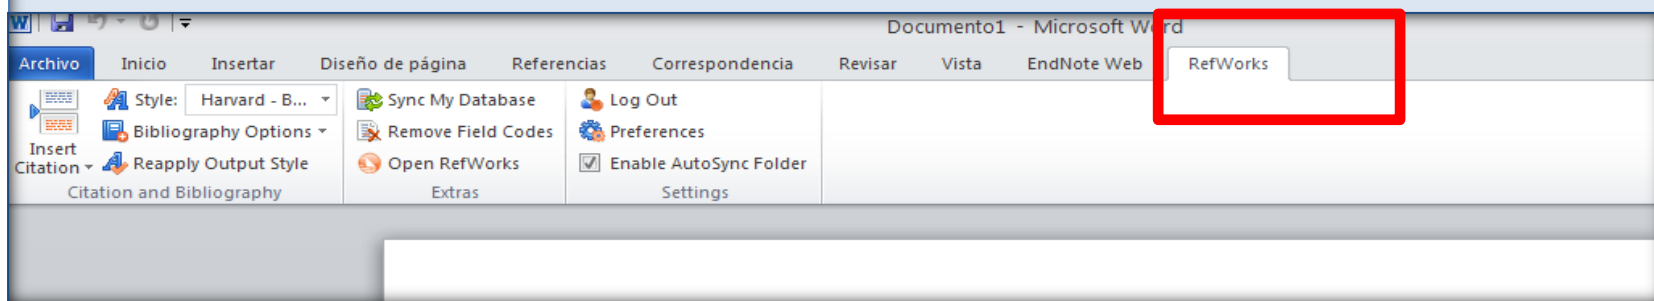 W
Documento1 - Microsoft Word
Archivo Inicio Insertar Diseño de página Referencias Correspondencia Revisar Vista EndNote Web RefWorks
Style: Harvard - B... Sync My Database Log Out
Bibliography Options Remove Field Codes Preferences
Insert
Citation Reapply Output Style Open RefWorks Enable AutoSync Folder
Citation and Bibliography Extras Settings